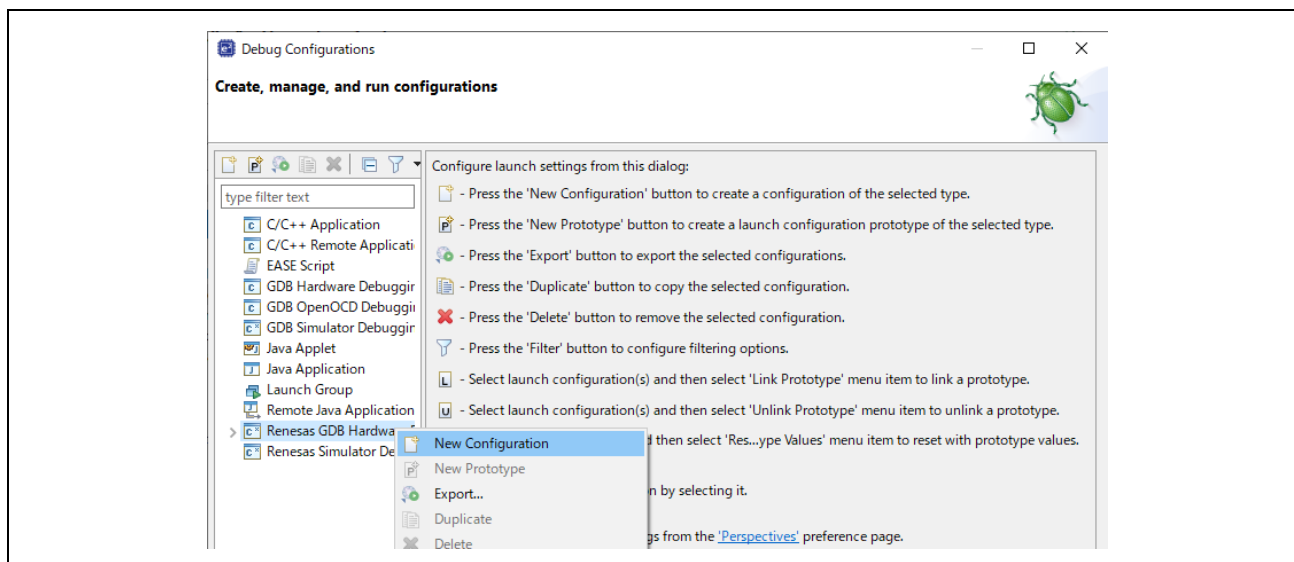 Debug Configurations
Create, manage, and run configurations
Configure launch settings from this dialog:
type filter text
- Press the 'New Configuration' button to create a configuration of the selected type.
C/C++ Application
- Press the 'New Prototype' button to create a launch configuration prototype of the selected type.
C/C++ Remote Applicati
- Press the 'Export' button to export the selected configurations.
EASE Script
GDB Hardware Debuggin
- Press the 'Duplicate' button to copy the selected configuration.
GDB OpenOCD Debuggi
- Press the 'Delete' button to remove the selected configuration.
GDB Simulator Debuggin
Java Applet
- Press the 'Filter' button to configure filtering options.
Java Application
- Select launch configuration(s) and then select 'Link Prototype' menu item to link a prototype.
Launch Group
Remote Java Application
- Select launch configuration(s) and then select 'Unlink Prototype' menu item to unlink a prototype.
Renesas GDB Hardwa
New Configuration
then select 'Res...ype Values' menu item to reset with prototype values.
Renesas Simulator De
New Prototype
Export...
n by selecting it.
Duplicate
gs from the 'Perspectives' preference page.
Delete